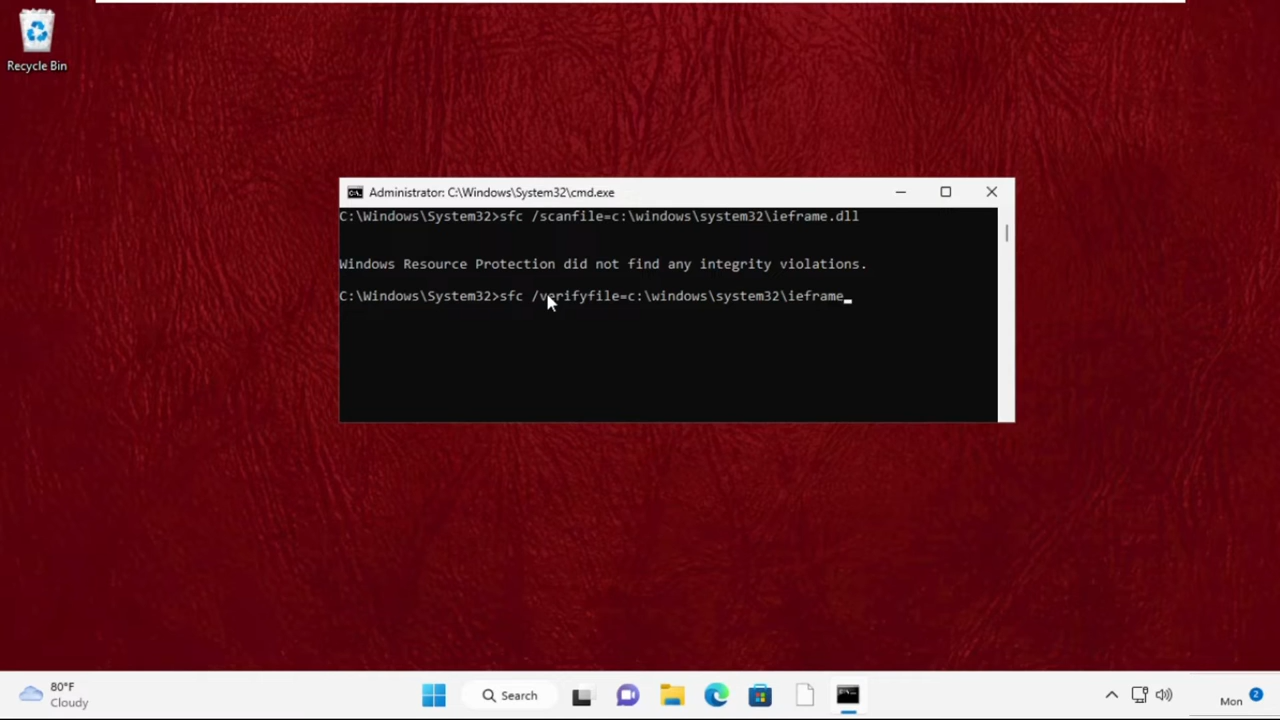 Recycle Bin
Administrator: C:\Windows\System32\cmd.exe
C:\Windows\System32>sfc /scanfile=c:\windows\system32\ieframe.dll
Windows Resource Protection did not find any integrity violations.
C:\Windows\System32>sfc /verifyfile=c:\windows\system32\ieframe_
80°F
Cloudy
Search
Mon
2